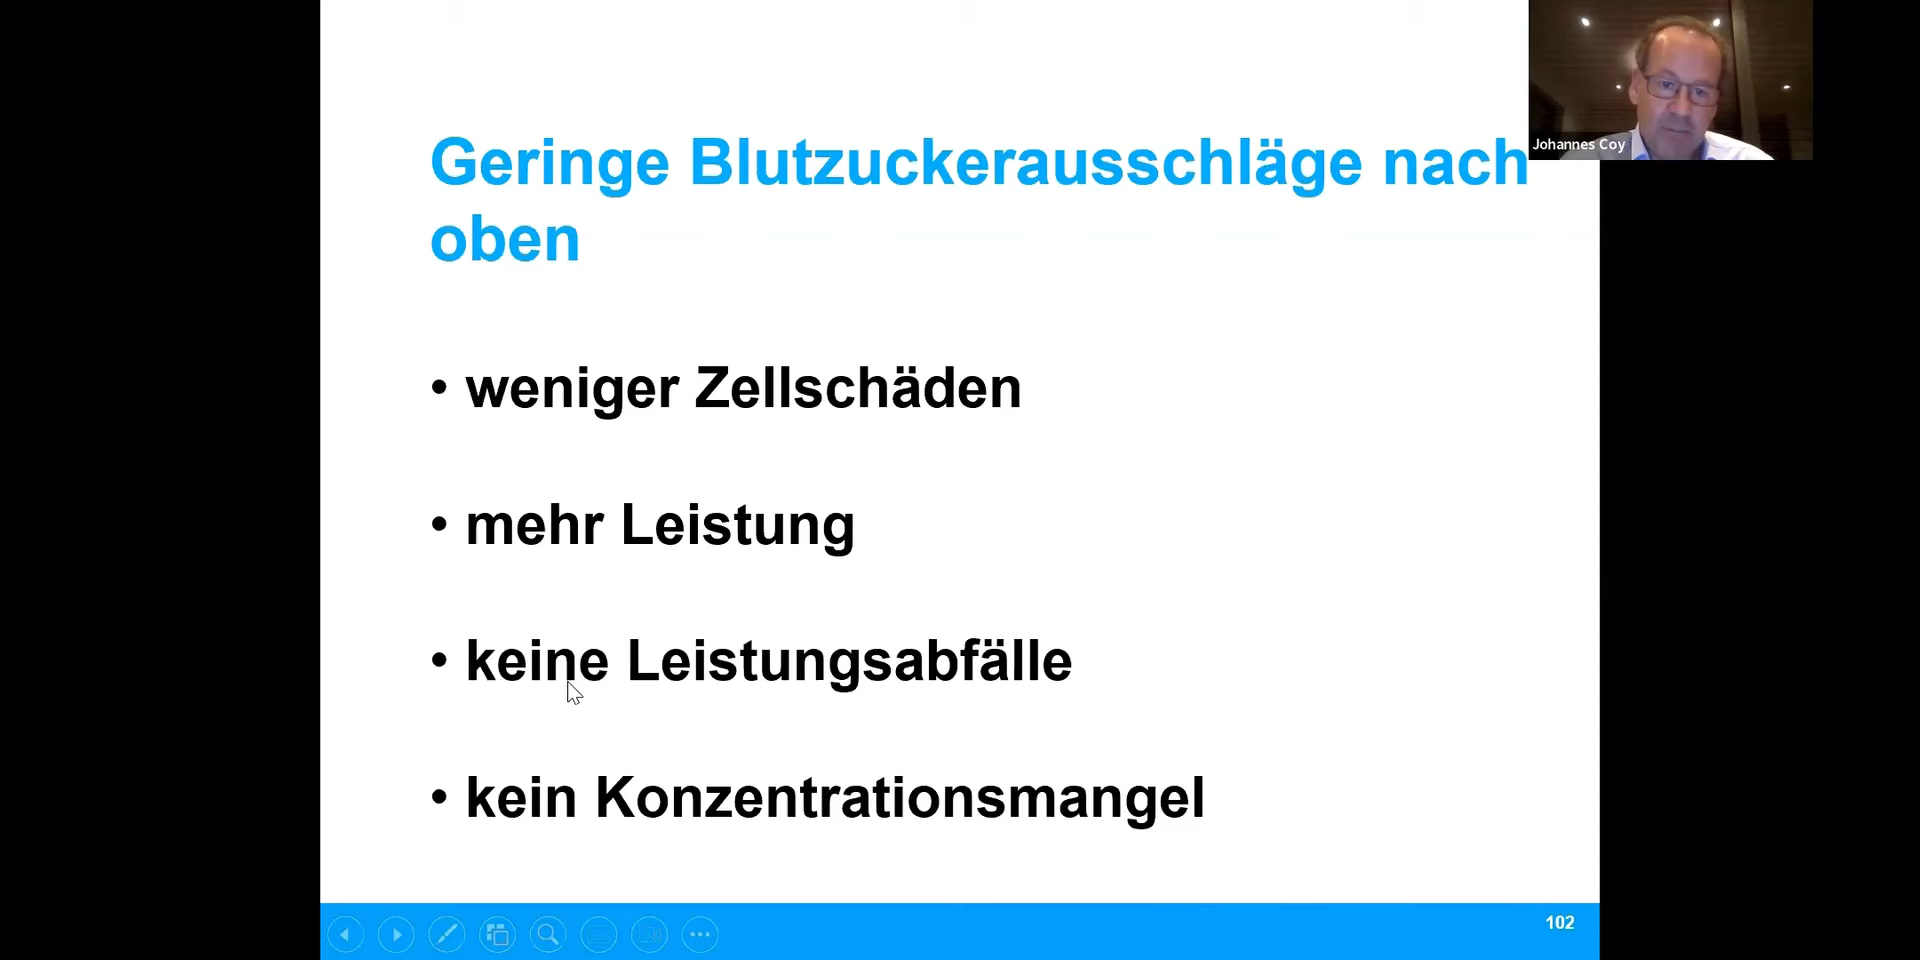 Geringe Blutzuckerausschläge nach
oben
Johannes Coy
• weniger Zellschäden
• mehr Leistung
• keine Leistungsabfälle
• kein Konzentrationsmangel
102